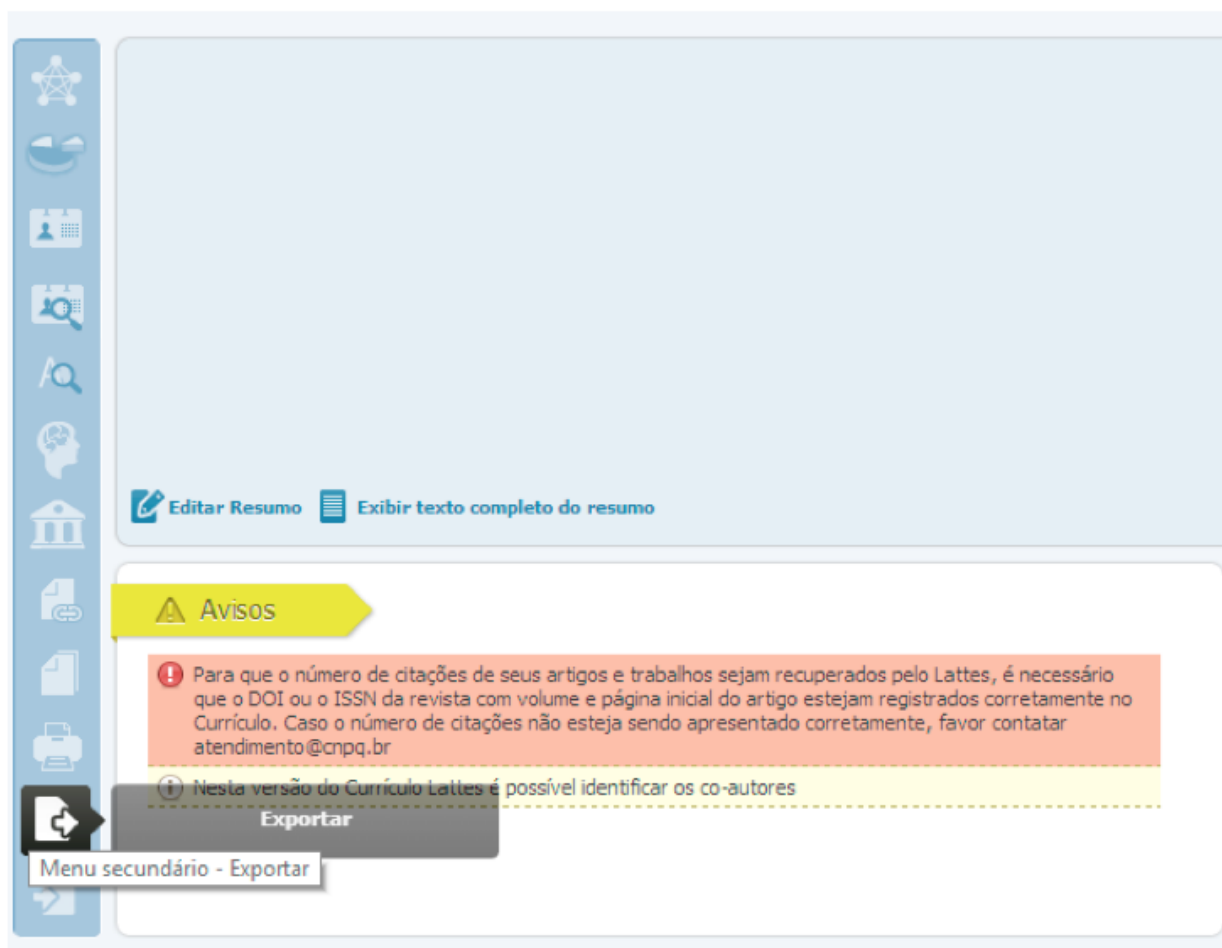 Editar Resumo Exibir texto completo do resumo
Avisos
Para que o número de citações de seus artigos e trabalhos sejam recuperados pelo Lattes, é necessário
que o DOI ou o ISSN da revista com volume e página inicial do artigo estejam registrados corretamente no
Currículo. Caso o número de citações não esteja sendo apresentado corretamente, favor contatar
atendimento@cnpq.br
Nesta versão do Currículo Lattes é possível identificar os co-autores
Exportar
Menu secundário - Exportar